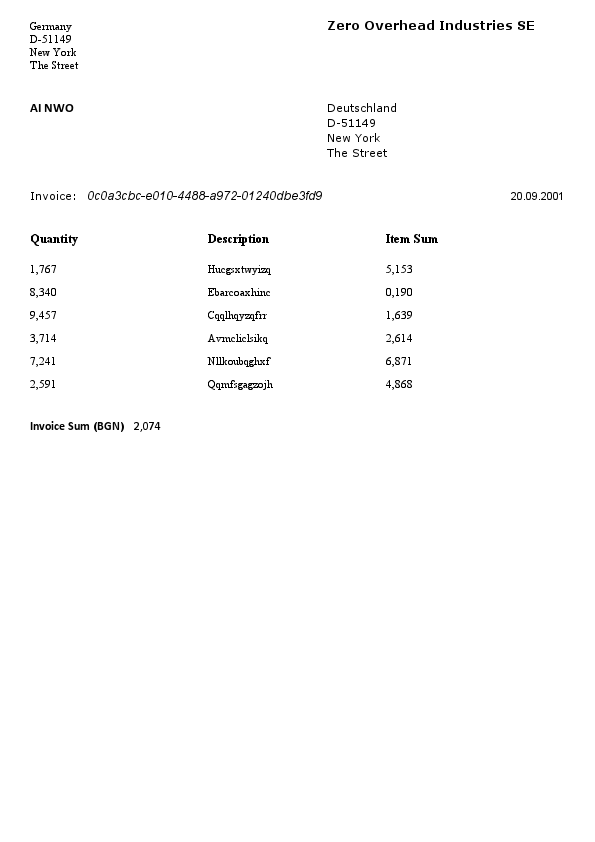 Zero Overhead Industries SE
Germany
D-51149
New York
The Street
AI NWO
Deutschland
D-51149
New York
The Street
Invoice: 0c0a3cbc-e010-4488-a972-01240dbe3fd9 20.09.2001
Quantity Description Item Sum
1,767 Hucgsxtwyizq 5,153
8,340 Ebarcoaxhinc 0,190
9,457 Cqqlhqyzqfrr 1,639
3,714 Avmclielsikq 2,614
7,241 Nllkoubqghxf 6,871
2,591 Qqmfsgagzojh 4,868
Invoice Sum (BGN) 2,074